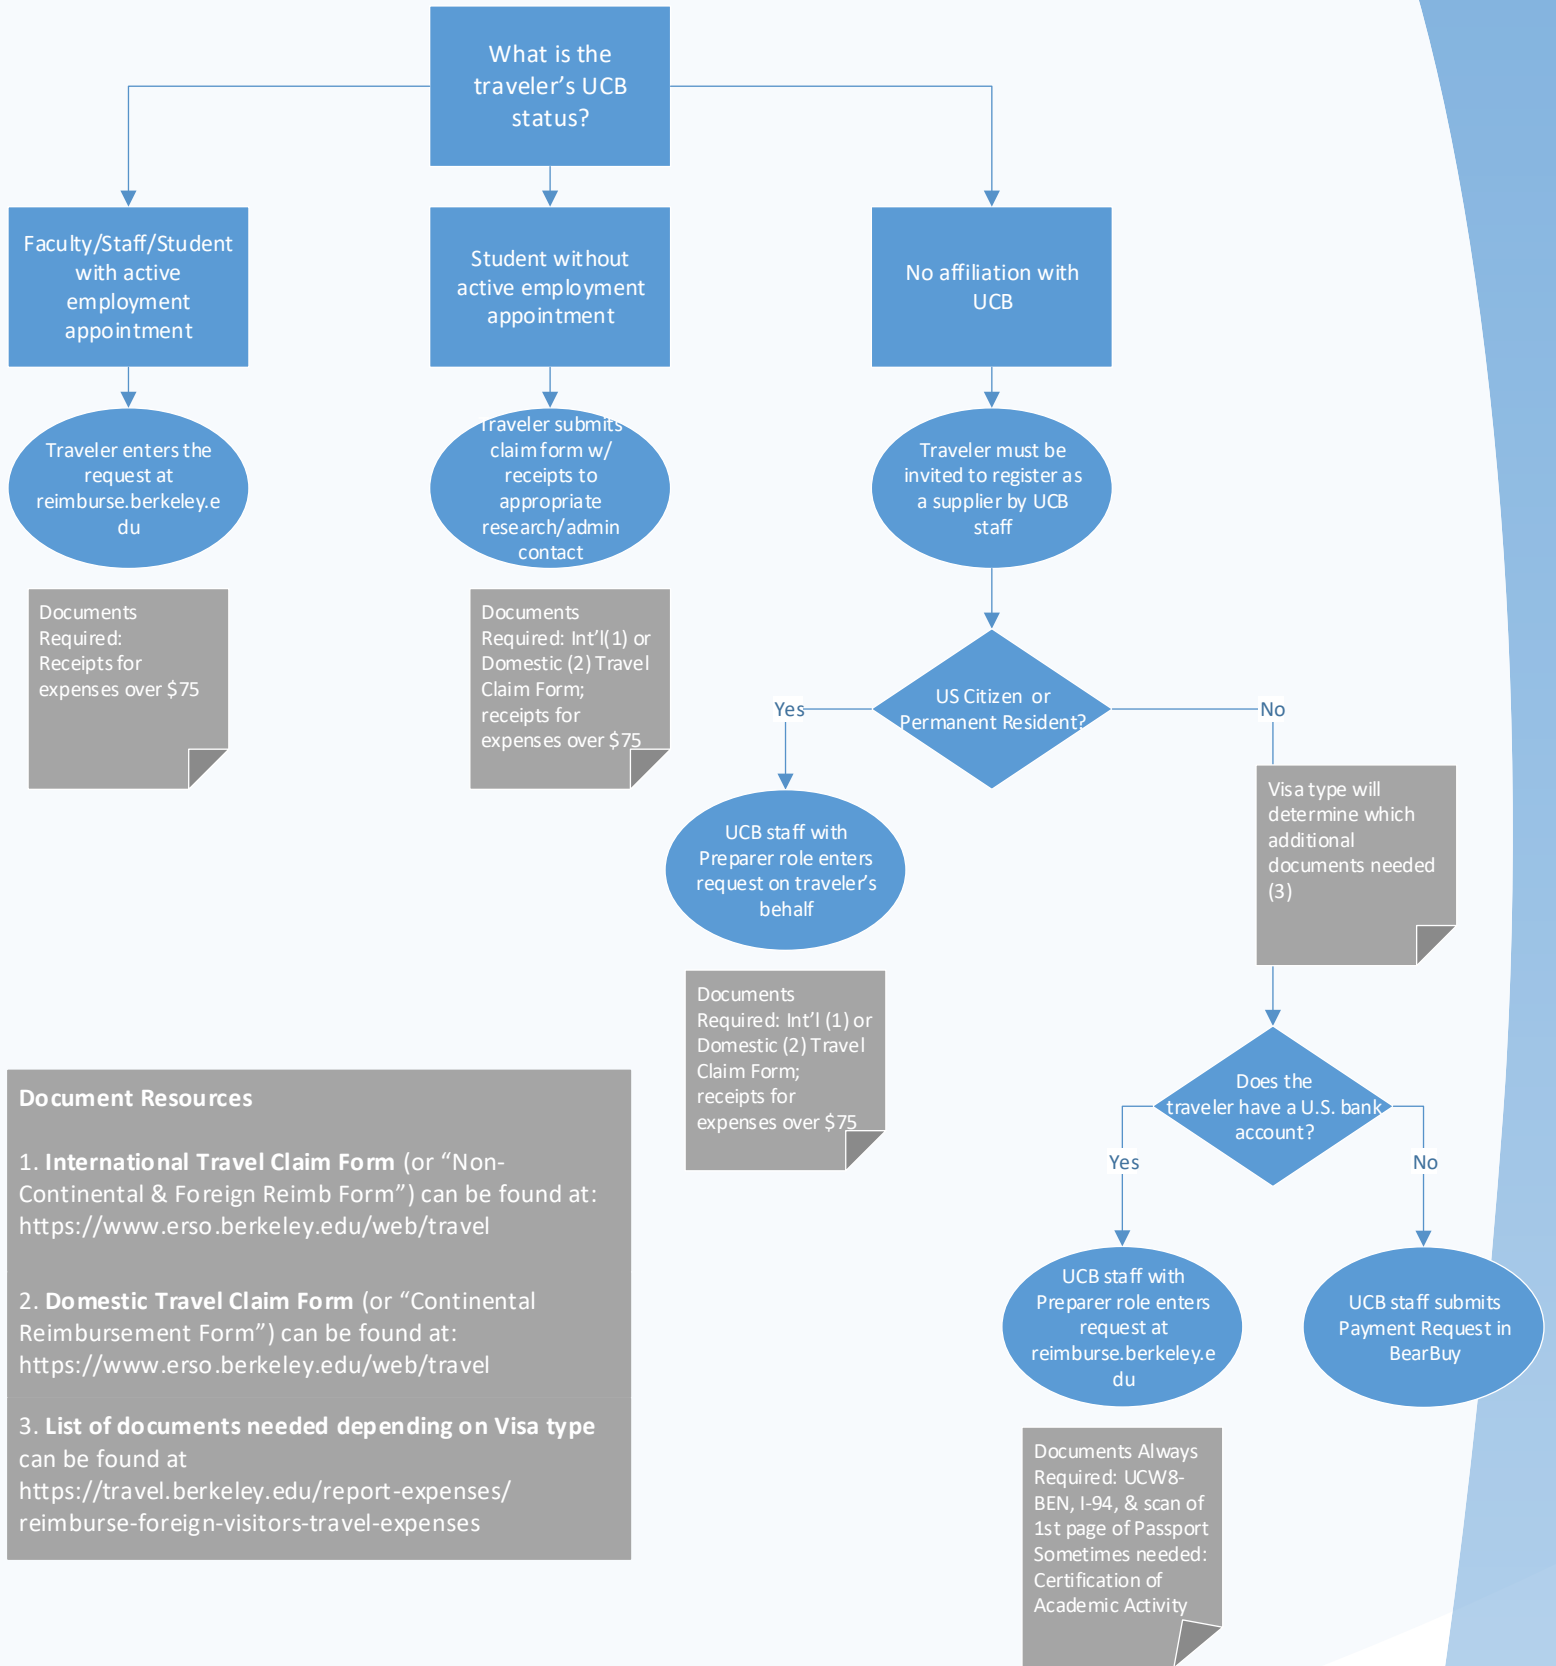 What is the
traveler's UCB
status?
Faculty/Staff/Student
with active
employment
appointment
Student without
active employment
appointment
No affiliation with
UCB
Traveler enters the
request at
reimburse.berkeley.e
du
Traveler submits
claim form w/
receipts to
appropriate
research/admin
contact
Traveler must be
invited to register as
a supplier by UCB
staff
Documents
Required:
Receipts for
expenses over $75
Documents
Required: Int'l(1) or
Domestic (2) Travel
Claim Form;
receipts for
expenses over $75
US Citizen or
Permanent Resident?
Yes
No
UCB staff with
Preparer role enters
request on traveler's
behalf
Visa type will
determine which
additional
documents needed
(3)
Documents
Required: Int'l (1) or
Domestic (2) Travel
Claim Form;
receipts for
expenses over $75
Does the
traveler have a U.S. bank
account?
Yes
No
UCB staff with
Preparer role enters
request at
reimburse.berkeley.e
du
UCB staff submits
Payment Request in
BearBuy
Documents Always
Required: UCW8-
BEN, I-94, & scan of
1st page of Passport
Sometimes needed:
Certification of
Academic Activity
Document Resources
1. International Travel Claim Form (or “Non-
Continental & Foreign Reimb Form”) can be found at:
https://www.erso.berkeley.edu/web/travel
2. Domestic Travel Claim Form (or “Continental
Reimbursement Form”) can be found at:
https://www.erso.berkeley.edu/web/travel
3. List of documents needed depending on Visa type
can be found at
https://travel.berkeley.edu/report-expenses/
reimburse-foreign-visitors-travel-expenses